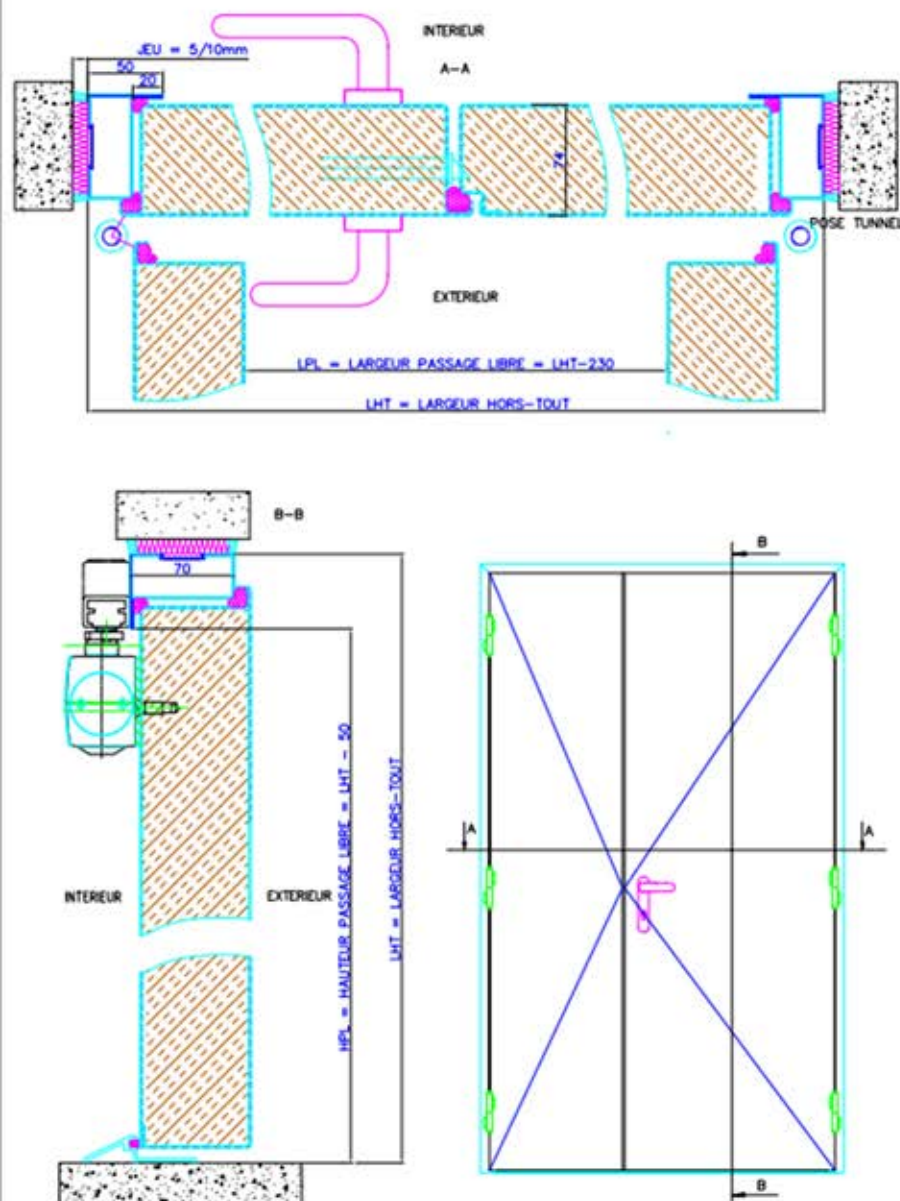 INTERIEUR
JEU = 5/10mm
A-A
50
20
74
POSE TUNNEL
EXTERIEUR
LPL = LARGEUR PASSAGE LIBRE = LHT-230
LHT = LARGEUR HORS-TOUT
B-B
70
B
HPL = HAUTEUR PASSAGE LIBRE = LHT - 50
LHT = LARGEUR HORS-TOUT
A
A
INTERIEUR
EXTERIEUR
B